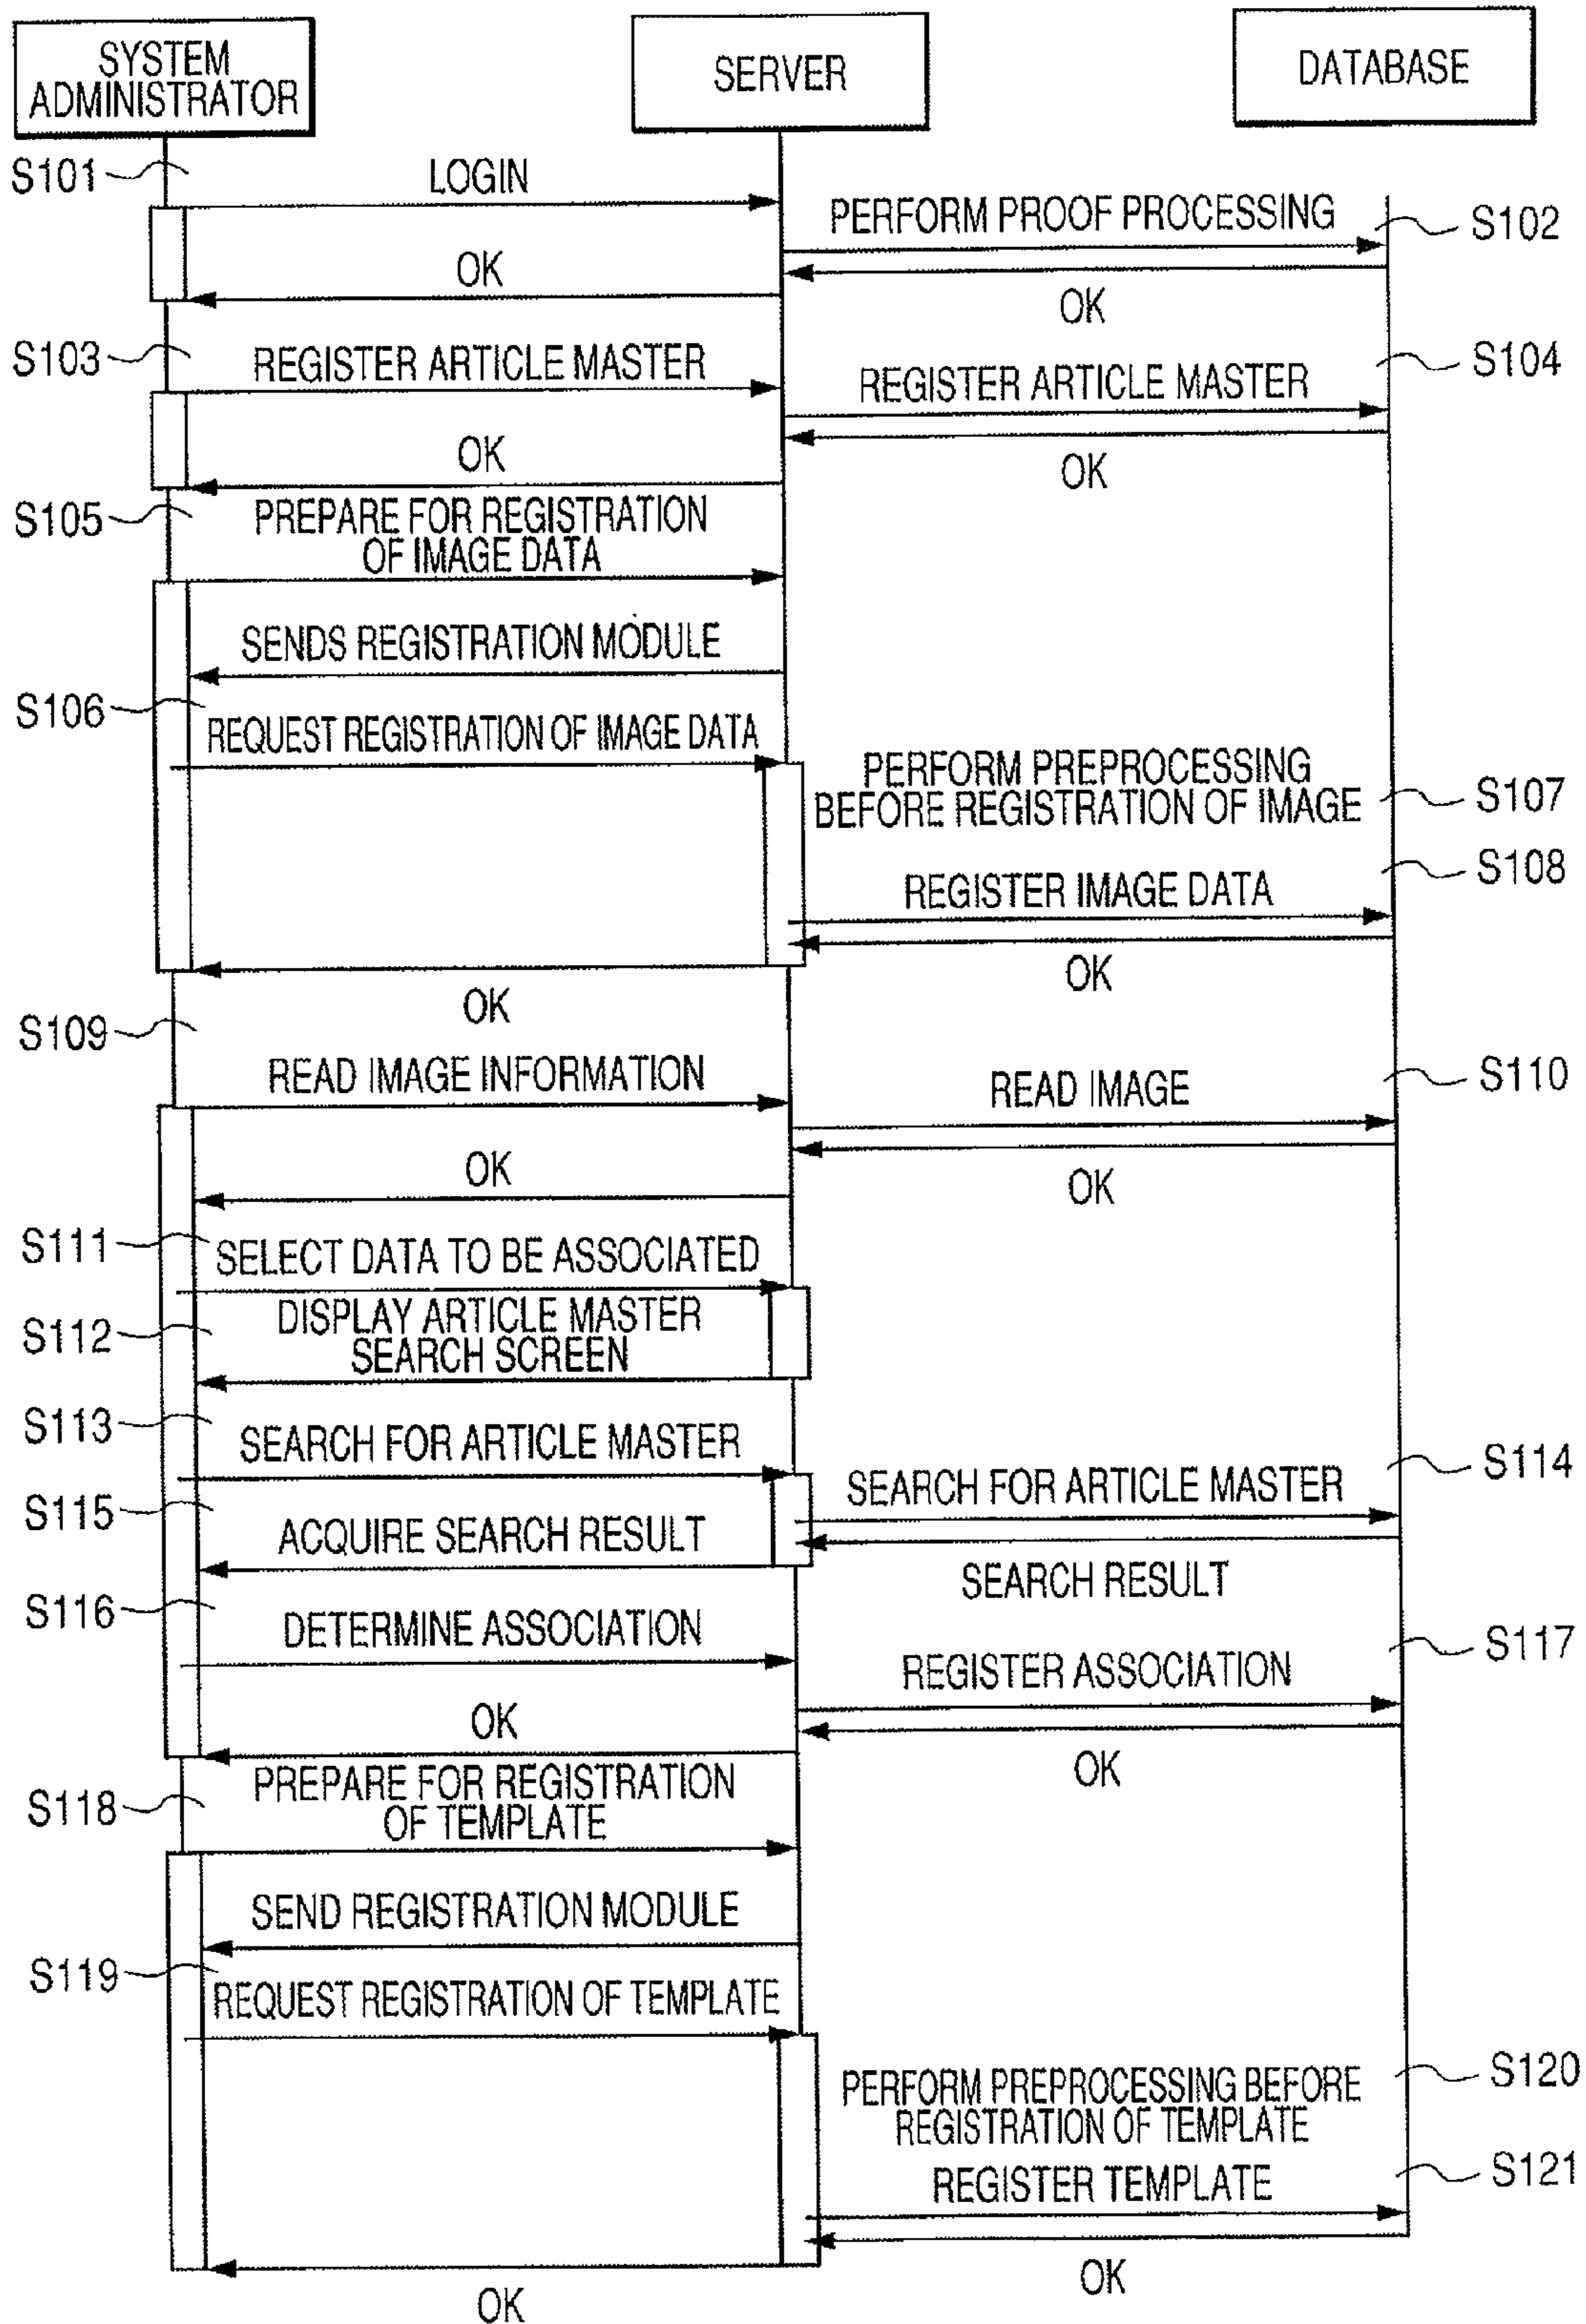 SYSTEM
ADMINISTRATOR
SERVER
DATABASE
S101
LOGIN
PERFORM PROOF PROCESSING
S102
OK
OK
S103
REGISTER ARTICLE MASTER
S104
REGISTER ARTICLE MASTER
OK
OK
S105
PREPARE FOR REGISTRATION
OF IMAGE DATA
SENDS REGISTRATION MODULE
S106
REQUEST REGISTRATION OF IMAGE DATA
PERFORM PREPROCESSING
BEFORE REGISTRATION OF IMAGE
S107
S108
REGISTER IMAGE DATA
OK
OK
S109
READ IMAGE INFORMATION
READ IMAGE
S110
OK
OK
S111
SELECT DATA TO BE ASSOCIATED
S112
DISPLAY ARTICLE MASTER
SEARCH SCREEN
S113
SEARCH FOR ARTICLE MASTER
S114
SEARCH FOR ARTICLE MASTER
S115
ACQUIRE SEARCH RESULT
SEARCH RESULT
S116
DETERMINE ASSOCIATION
S117
REGISTER ASSOCIATION
OK
OK
S118
PREPARE FOR REGISTRATION
OF TEMPLATE
SEND REGISTRATION MODULE
S119
REQUEST REGISTRATION OF TEMPLATE
S120
PERFORM PREPROCESSING BEFORE
REGISTRATION OF TEMPLATE
S121
REGISTER TEMPLATE
OK
OK